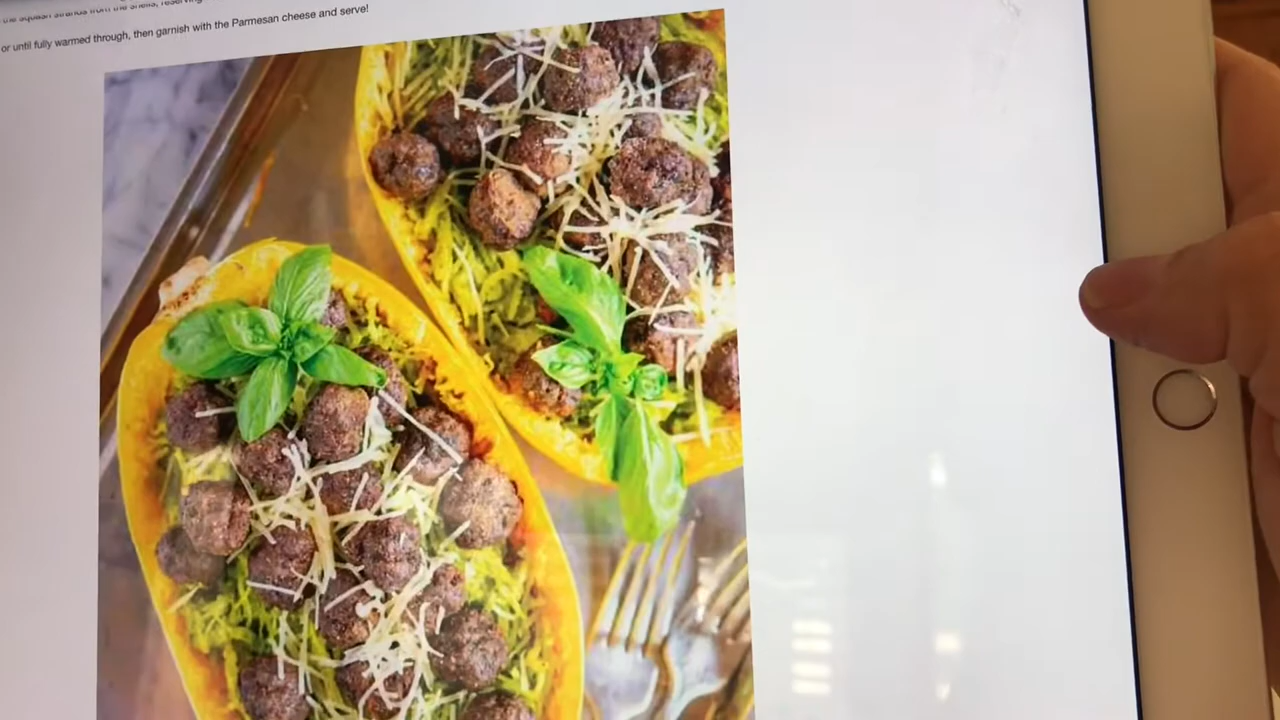 the squash strands from the shells, reserving
or until fully warmed through, then garnish with the Parmesan cheese and serve!